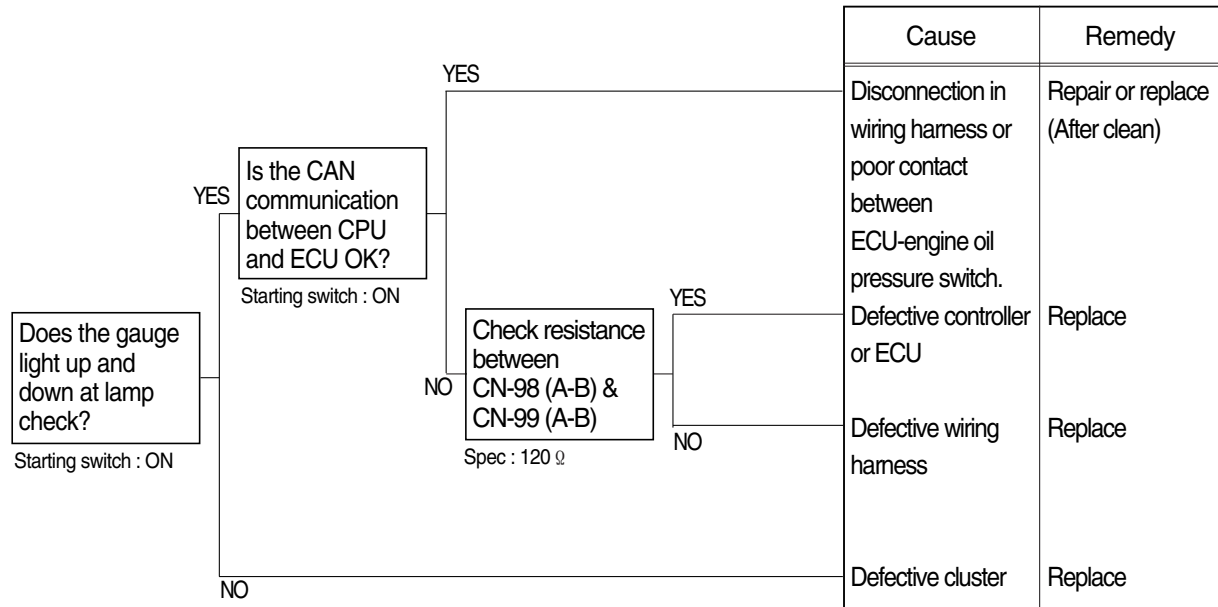 Cause
Remedy
YES
Disconnection in
wiring harness or
poor contact
between
ECU-engine oil
pressure switch.
Repair or replace
(After clean)
YES
Is the CAN
communication
between CPU
and ECU OK?
Starting switch : ON
YES
Does the gauge
light up and
down at lamp
check?
Starting switch : ON
NO
Check resistance
between
CN-98 (A-B) &
CN-99 (A-B)
Spec : 120 Ω
Defective controller
or ECU
Replace
NO
Defective wiring
harness
Replace
NO
Defective cluster
Replace